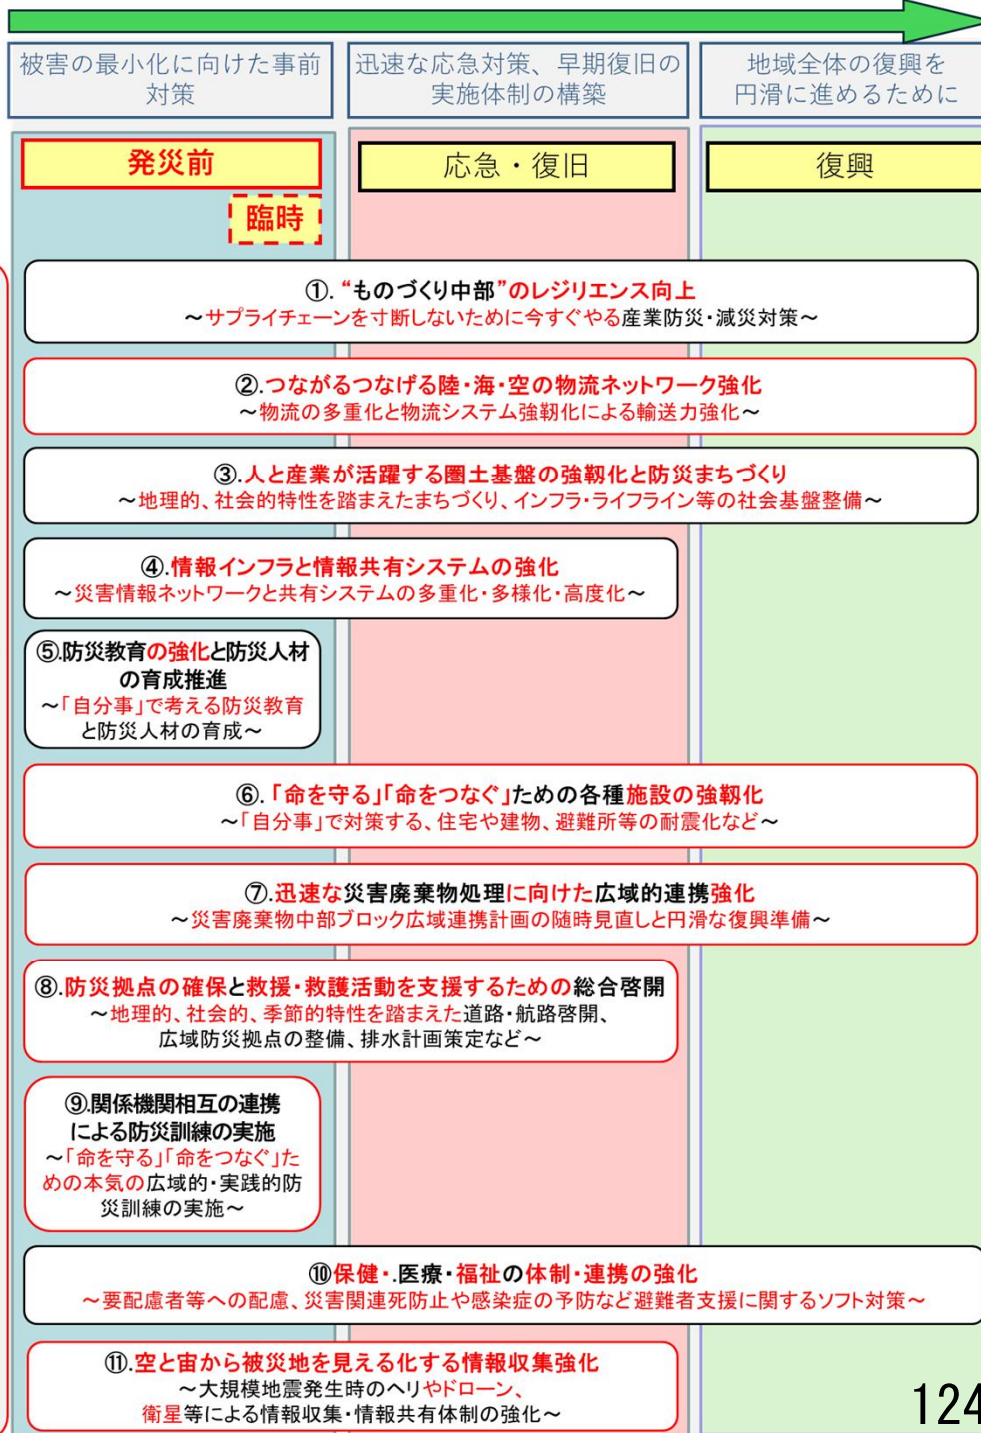 被害の最小化に向けた事前
対策
迅速な応急対策、早期復旧の
実施体制の構築
地域全体の復興を
円滑に進めるために
発災前
応急・復旧
復興
臨時
①. “ものづくり中部”のレジリエンス向上
～サプライチェーンを寸断しないために今すぐやる産業防災・減災対策～
②.つながるつなげる陸・海・空の物流ネットワーク強化
～物流の多重化と物流システム強靭化による輸送力強化～
③.人と産業が活躍する圏土基盤の強靱化と防災まちづくり
～地理的、社会的特性を踏まえたまちづくり、インフラ・ライフライン等の社会基盤整備～
④.情報インフラと情報共有システムの強化
～災害情報ネットワークと共有システムの多重化・多様化・高度化～
⑤.防災教育の強化と防災人材
の育成推進
～「自分事」で考える防災教育
と防災人材の育成～
⑥. 「命を守る」「命をつなぐ」ための各種施設の強靱化
～「自分事」で対策する、住宅や建物、避難所等の耐震化など～
⑦.迅速な災害廃棄物処理に向けた広域的連携強化
～災害廃棄物中部ブロック広域連携計画の随時見直しと円滑な復興準備～
⑧.防災拠点の確保と救援・救護活動を支援するための総合啓開
～地理的、社会的、季節的特性を踏まえた道路・航路啓開、
広域防災拠点の整備、排水計画策定など～
⑨.関係機関相互の連携
による防災訓練の実施
～「命を守る」「命をつなぐ」た
めの本気の広域的・実践的防
災訓練の実施～
⑩保健・.医療・福祉の体制・連携の強化
～要配慮者等への配慮、災害関連死防止や感染症の予防など避難者支援に関するソフト対策～
⑪.空と宙から被災地を見える化する情報収集強化
～大規模地震発生時のヘリやドローン、
衛星等による情報収集・情報共有体制の強化～
124